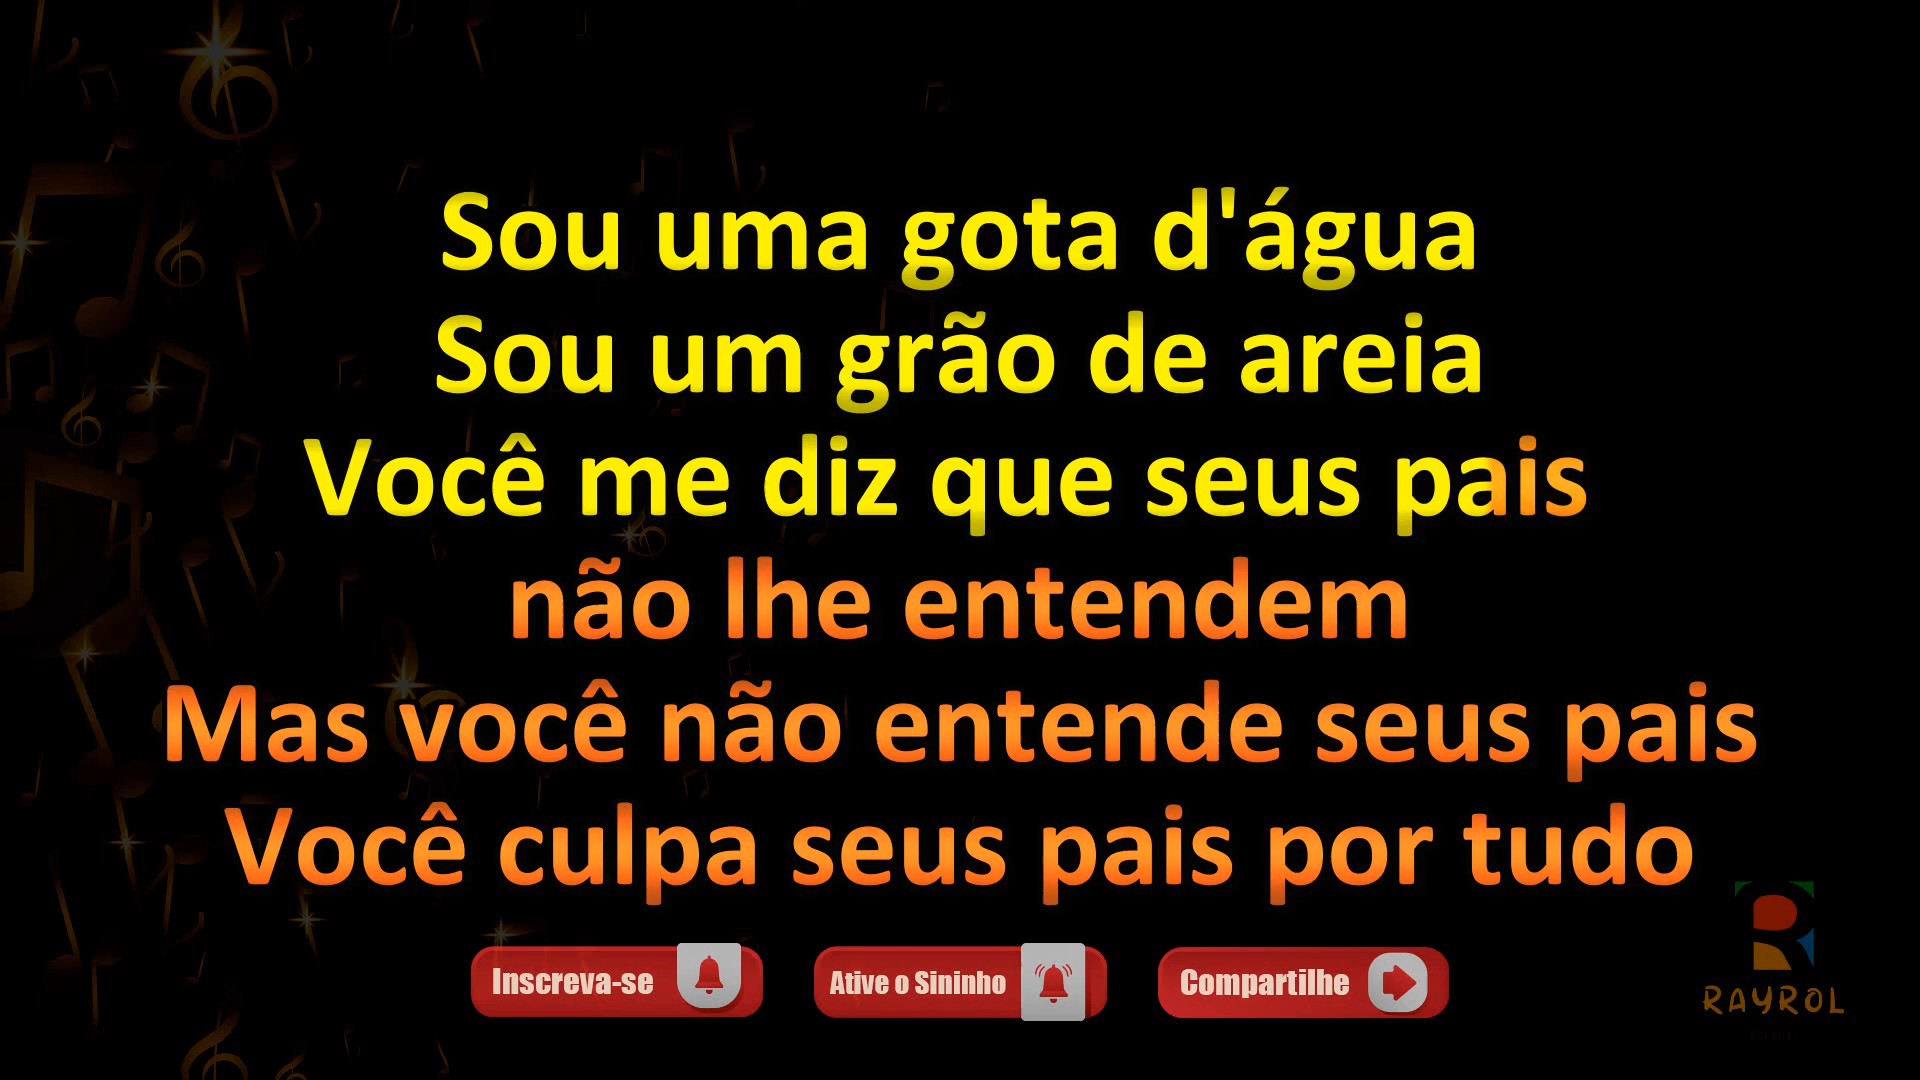 Sou uma gota d'água
Sou um grão de areia
Você me diz que seus pais
não lhe entendem
Mas você não entende seus pais
Você culpa seus pais por tudo
Inscreva-se
Ative o Sininho
Compartilhe
RAYROL